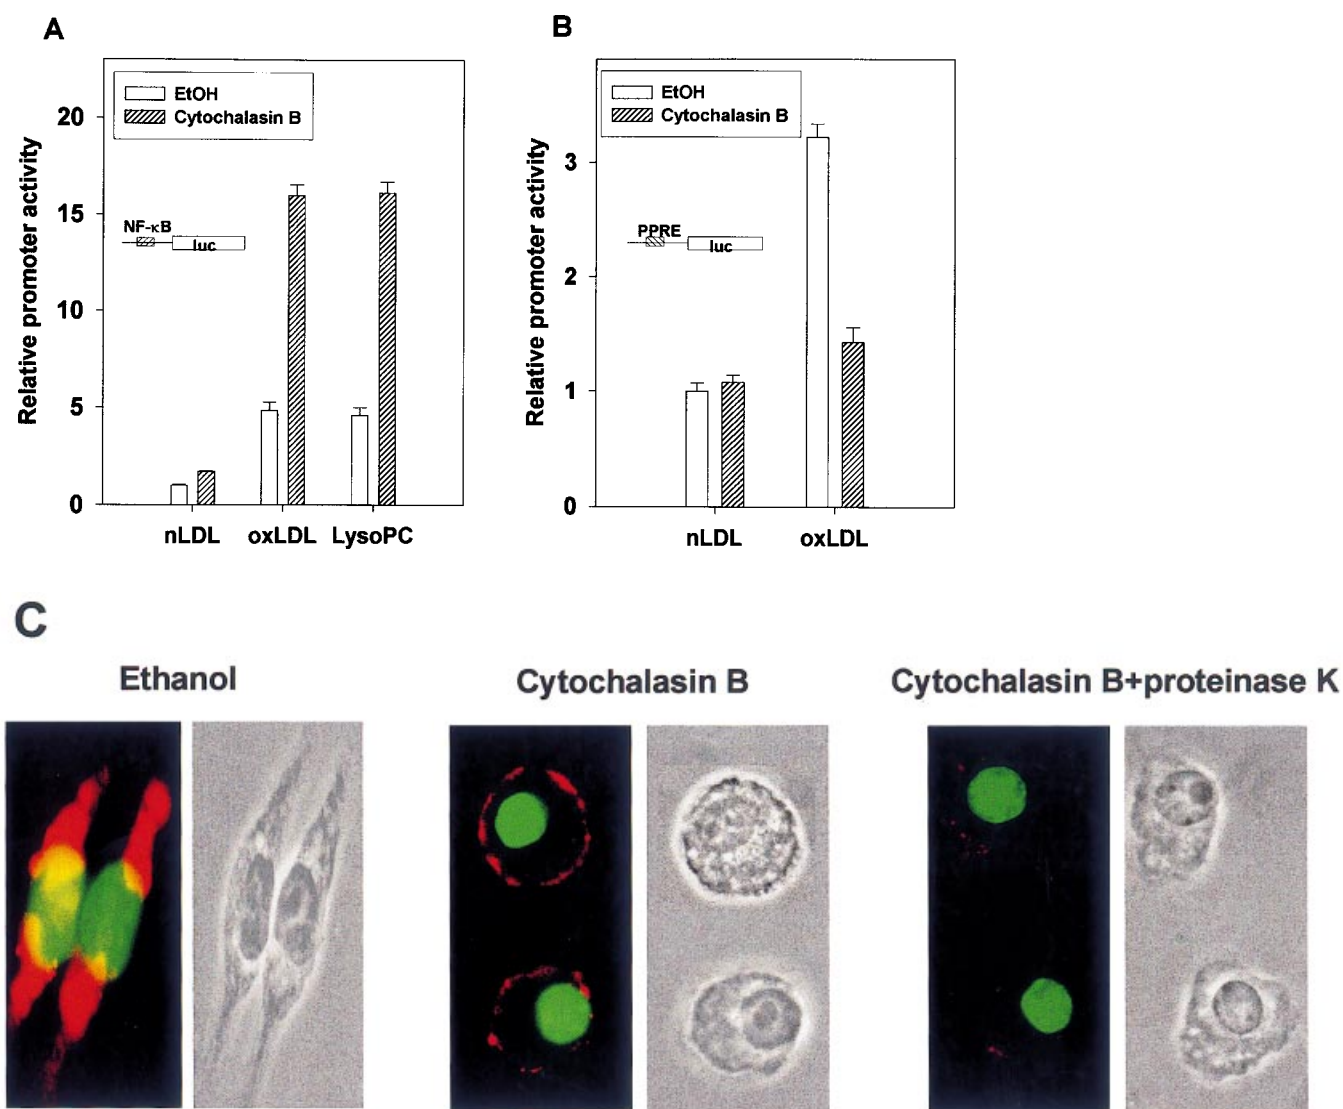 A
B
EtOH
Cytochalasin B
20
15
10
5
0
Relative promoter activity
NF-κB
luc
nLDL oxLDL LysoPC
EtOH
Cytochalasin B
3
2
1
0
Relative promoter activity
PPRE
luc
nLDL oxLDL
C
Ethanol
Cytochalasin B
Cytochalasin B+proteinase K